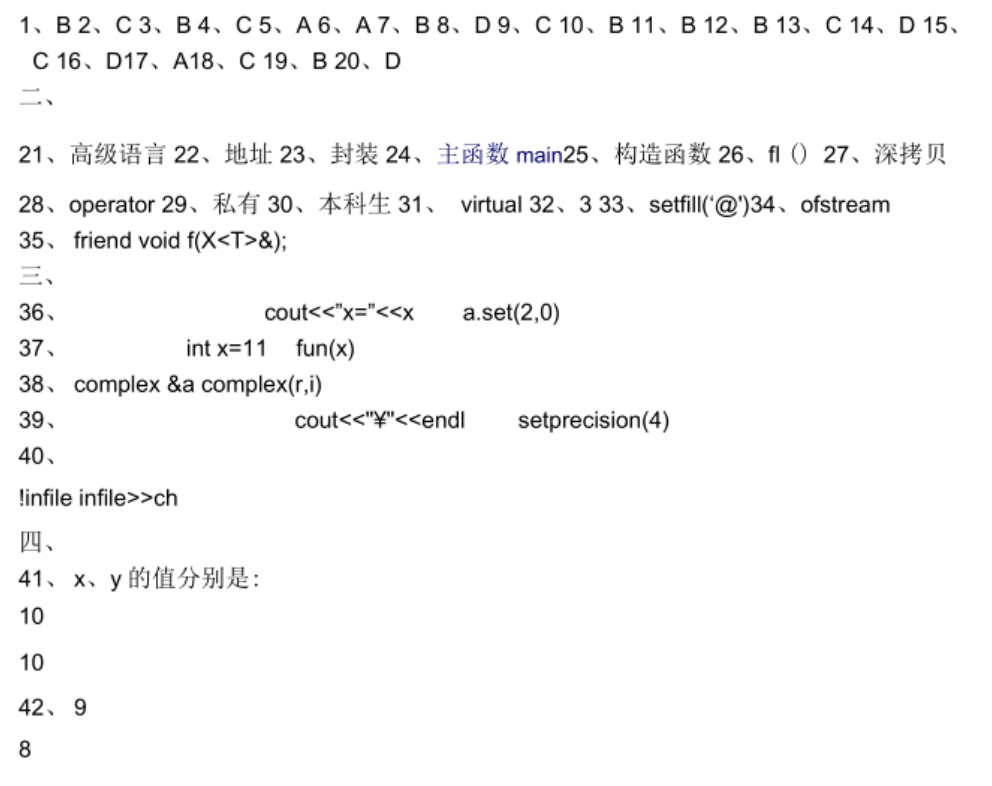 1、B 2、C 3、B 4、C 5、A 6、A 7、B 8、D 9、C 10、B 11、B 12、B 13、C 14、D 15、
C 16、D17、A18、C 19、B 20、D
二、
21、高级语言 22、地址 23、封装 24、主函数 main25、构造函数 26、fl（）27、深拷贝
28、operator 29、私有 30、本科生 31、 virtual 32、3 33、setfill(‘@')34、ofstream
35、 friend void f(X<T>&);
三、
36、 cout<<”x=”<<x a.set(2,0)
37、 int x=11 fun(x)
38、 complex &a complex(r,i)
39、 cout<<"¥"<<endl setprecision(4)
40、
!infile infile>>ch
四、
41、 x、y 的值分别是：
10
10
42、 9
8